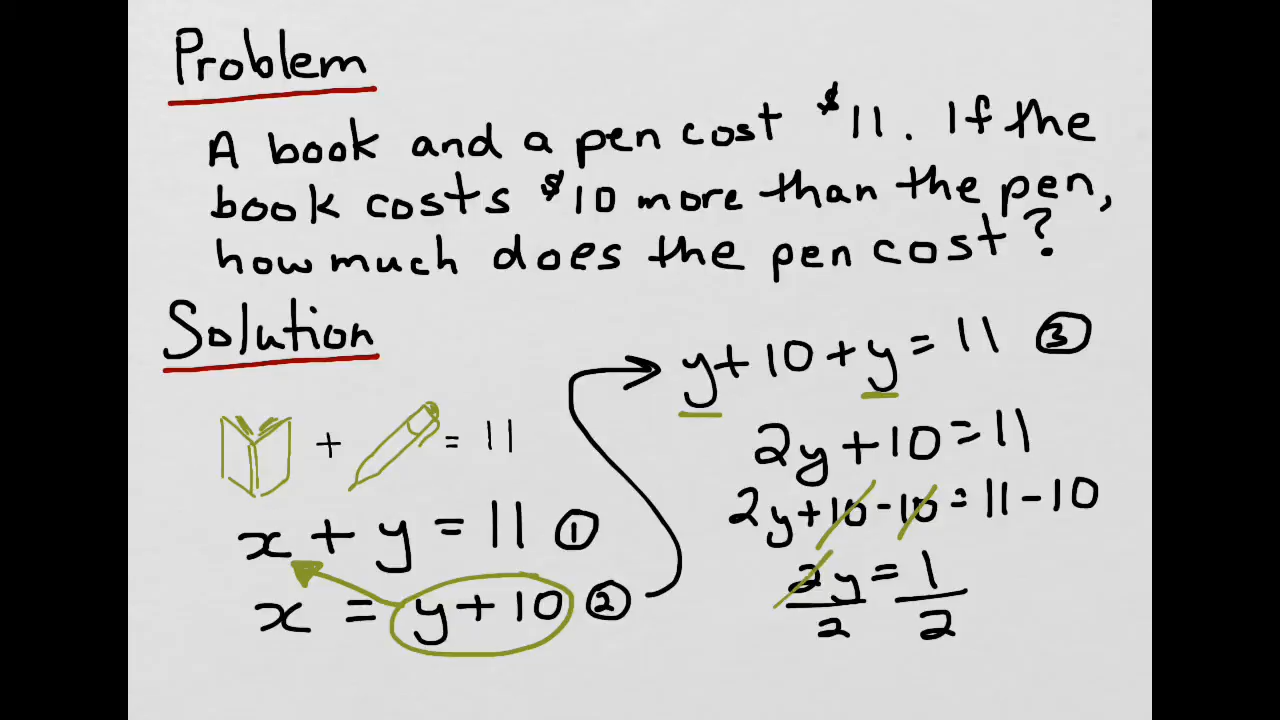 Problem
A book and a pen cost $11. If the
book costs $10 more than the pen,
how much does the pen cost?
Solution
+ = 11
x + y = 11 ①
x = y + 10 ②
y + 10 + y = 11 ③
2y + 10 = 11
2y + 10 - 10 = 11 - 10
2y = 1
2 2